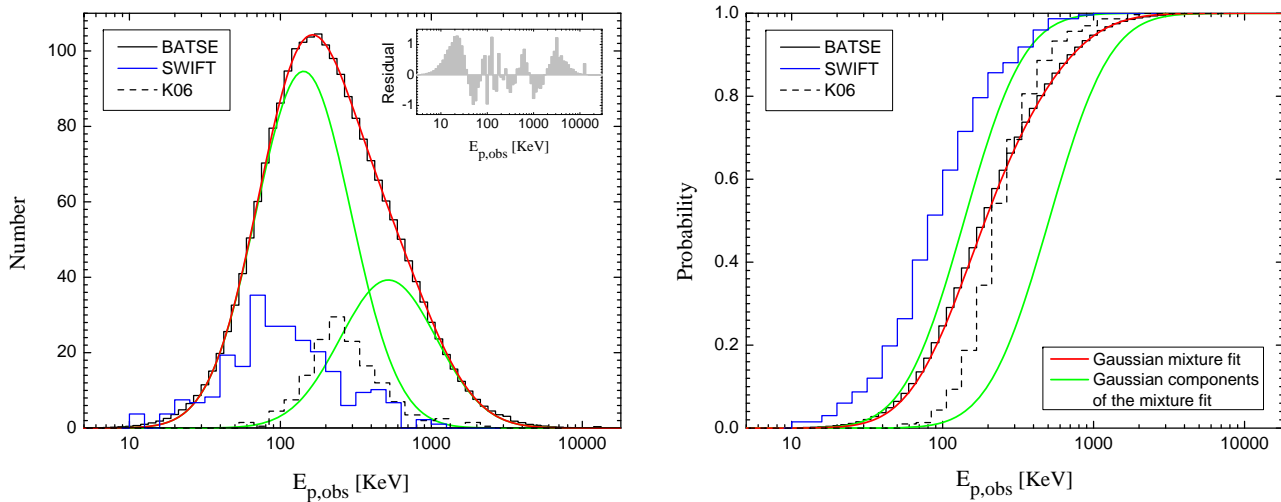 BATSE
SWIFT
K06
Residual
1
0
-1
10
100
1000
10000
E_p,obs [KeV]
Number
100
80
60
40
20
0
10
100
1000
10000
E_p,obs [KeV]
BATSE
SWIFT
K06
Probability
1.0
0.8
0.6
0.4
0.2
0.0
Gaussian mixture fit
Gaussian components
of the mixture fit
10
100
1000
10000
E_p,obs [KeV]